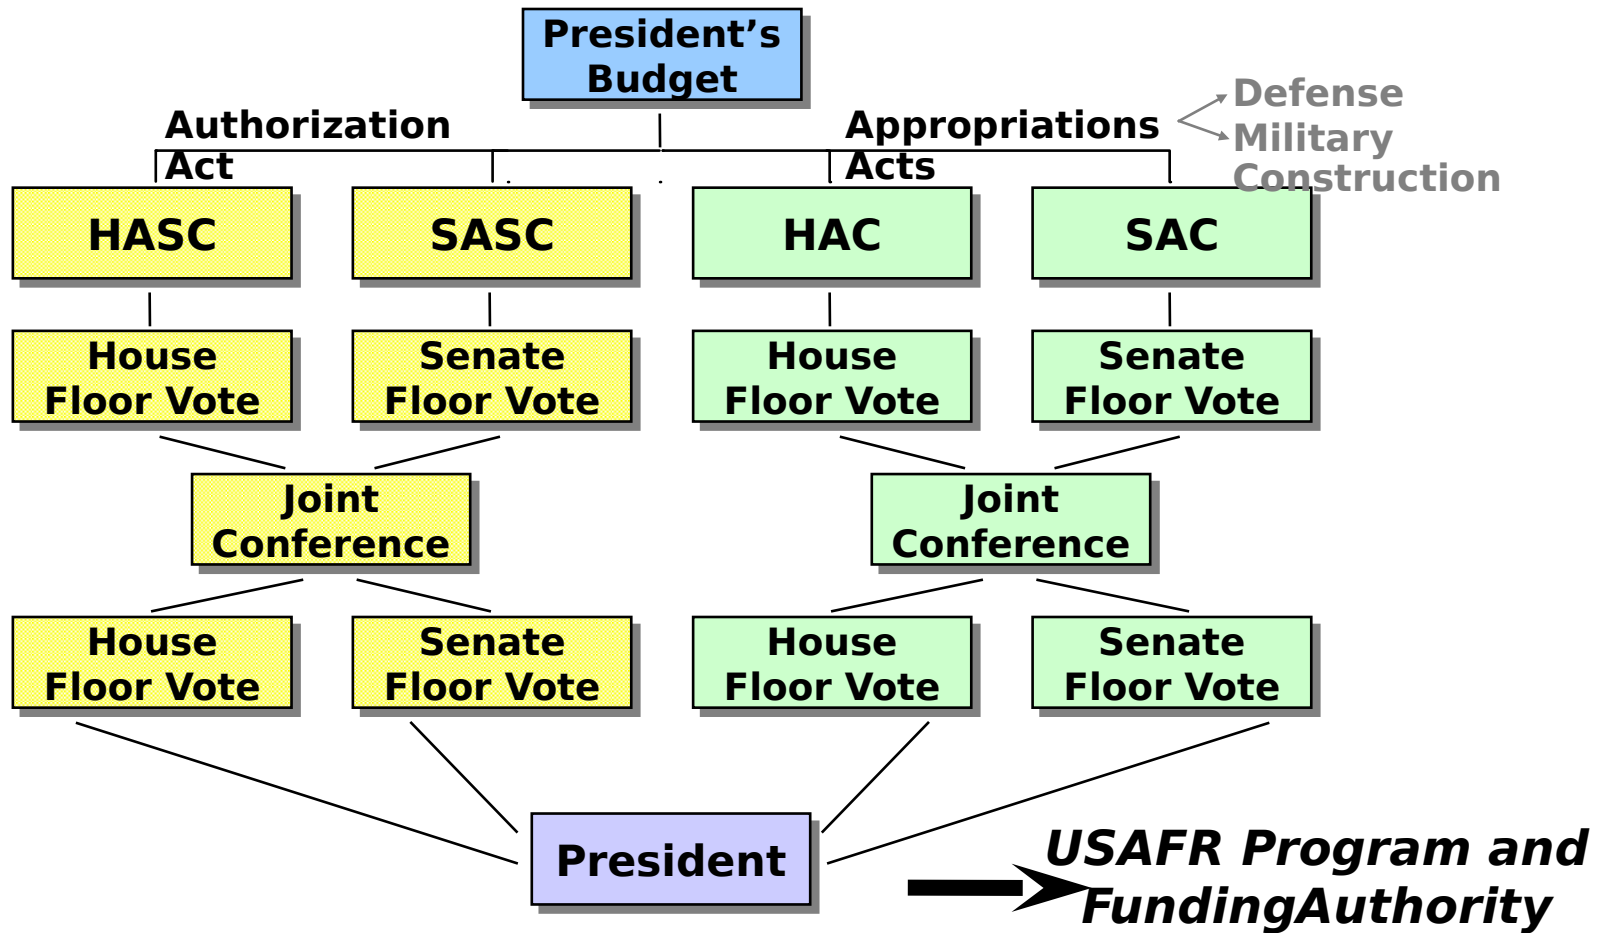 President’s
Budget
Authorization
Act
Appropriations
Acts
Defense
Military
Construction
HASC
SASC
HAC
SAC
House
Floor Vote
Senate
Floor Vote
House
Floor Vote
Senate
Floor Vote
Joint
Conference
Joint
Conference
House
Floor Vote
Senate
Floor Vote
House
Floor Vote
Senate
Floor Vote
President
USAFR Program and
FundingAuthority